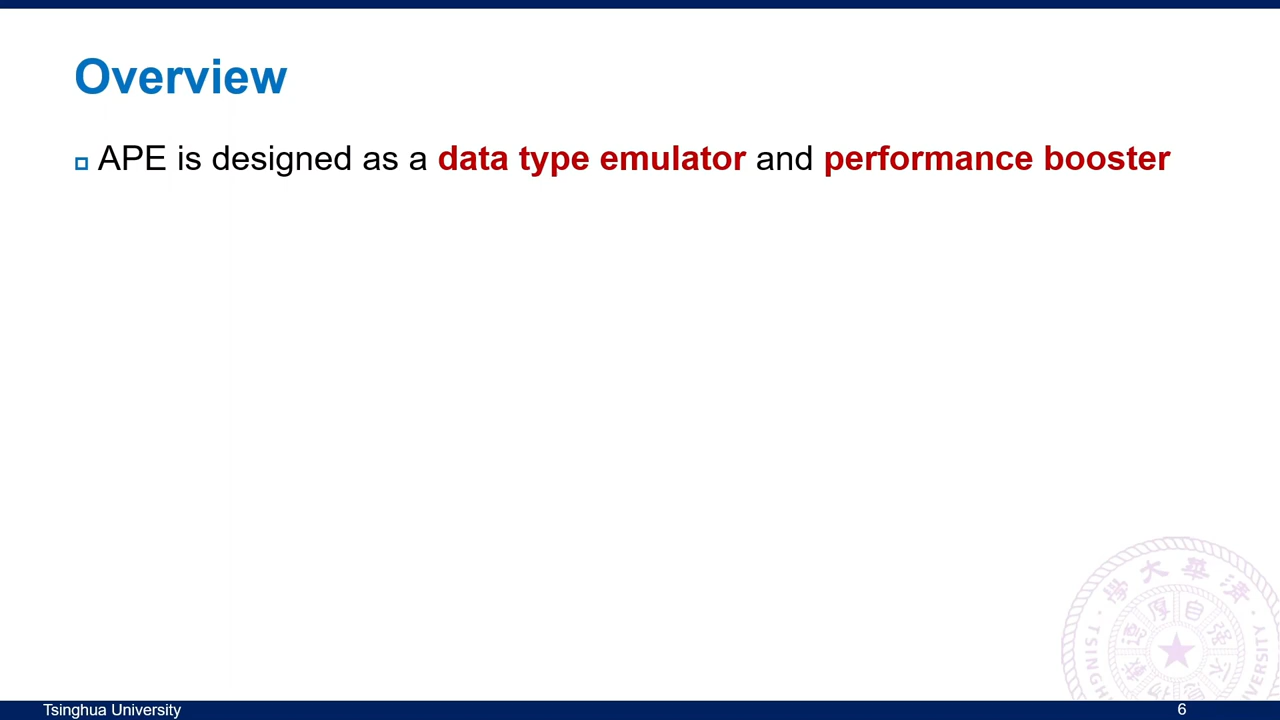 Overview
APE is designed as a data type emulator and performance booster
Tsinghua University
6